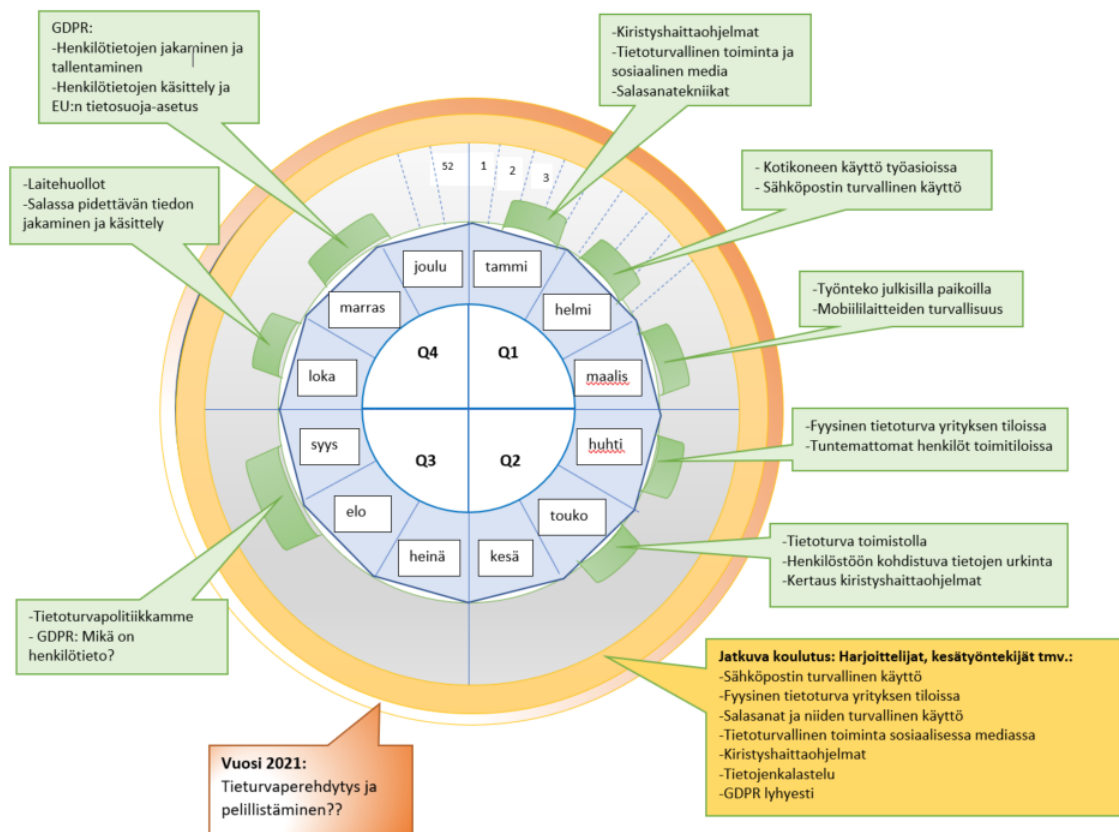 GDPR:
-Henkilötietojen jakaminen ja
tallentaminen
-Henkilötietojen käsittely ja
EU:n tietosuoja-asetus
-Kiristyshaittaohjelmat
-Tietoturvallinen toiminta ja
sosiaalinen media
-Salasanatekniikat
-Laitehuollot
-Salassa pidettävän tiedon
jakaminen ja käsittely
52
1
2
3
-Kotikoneen käyttö työasioissa
- Sähköpostin turvallinen käyttö
joulu
tammi
marras
helmi
-Työnteko julkisilla paikoilla
-Mobiililaitteiden turvallisuus
Q4
Q1
loka
maalis
-Fyysinen tietoturva yrityksen tiloissa
-Tuntemattomat henkilöt toimitiloissa
syys
huhti
Q3
Q2
elo
touko
heinä
kesä
-Tietoturva toimistolla
-Henkilöstöön kohdistuva tietojen urkinta
-Kertaus kiristyshaittaohjelmat
-Tietoturvapolitiikkamme
- GDPR: Mikä on
henkilötieto?
Jatkuva koulutus: Harjoittelijat, kesätyöntekijät tmv.:
-Sähköpostin turvallinen käyttö
-Fyysinen tietoturva yrityksen tiloissa
-Salasanat ja niiden turvallinen käyttö
-Tietoturvallinen toiminta sosiaalisessa mediassa
-Kiristyshaittaohjelmat
-Tietojenkalastelu
-GDPR lyhyesti
Vuosi 2021:
Tieturvaperehdytys ja
pelillistäminen??